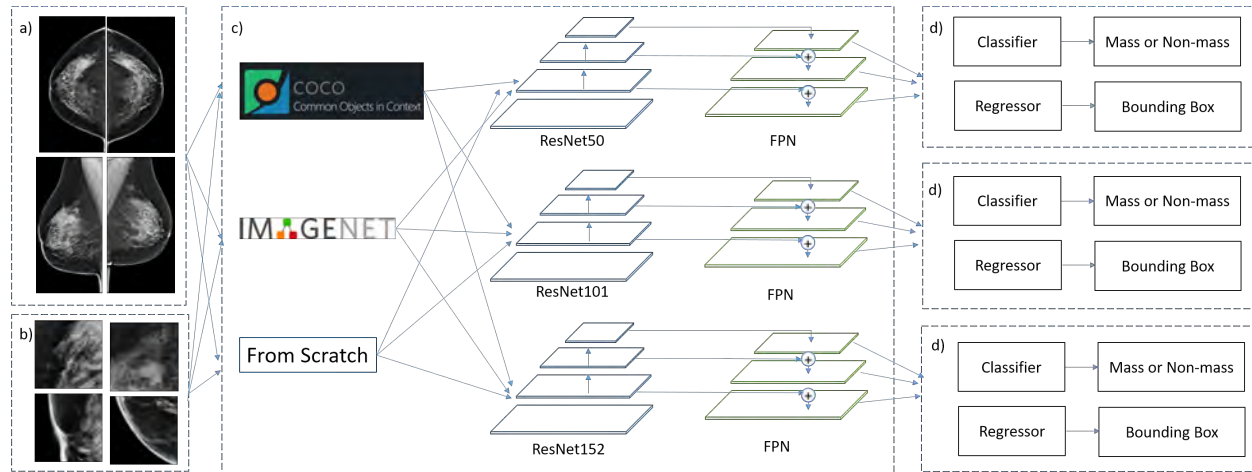 a)
b)
c)
COCO
Common Objects in Context
IMAGENET
From Scratch
ResNet50
FPN
ResNet101
FPN
ResNet152
FPN
d)
Classifier
Mass or Non-mass
Regressor
Bounding Box
d)
Classifier
Mass or Non-mass
Regressor
Bounding Box
d)
Classifier
Mass or Non-mass
Regressor
Bounding Box